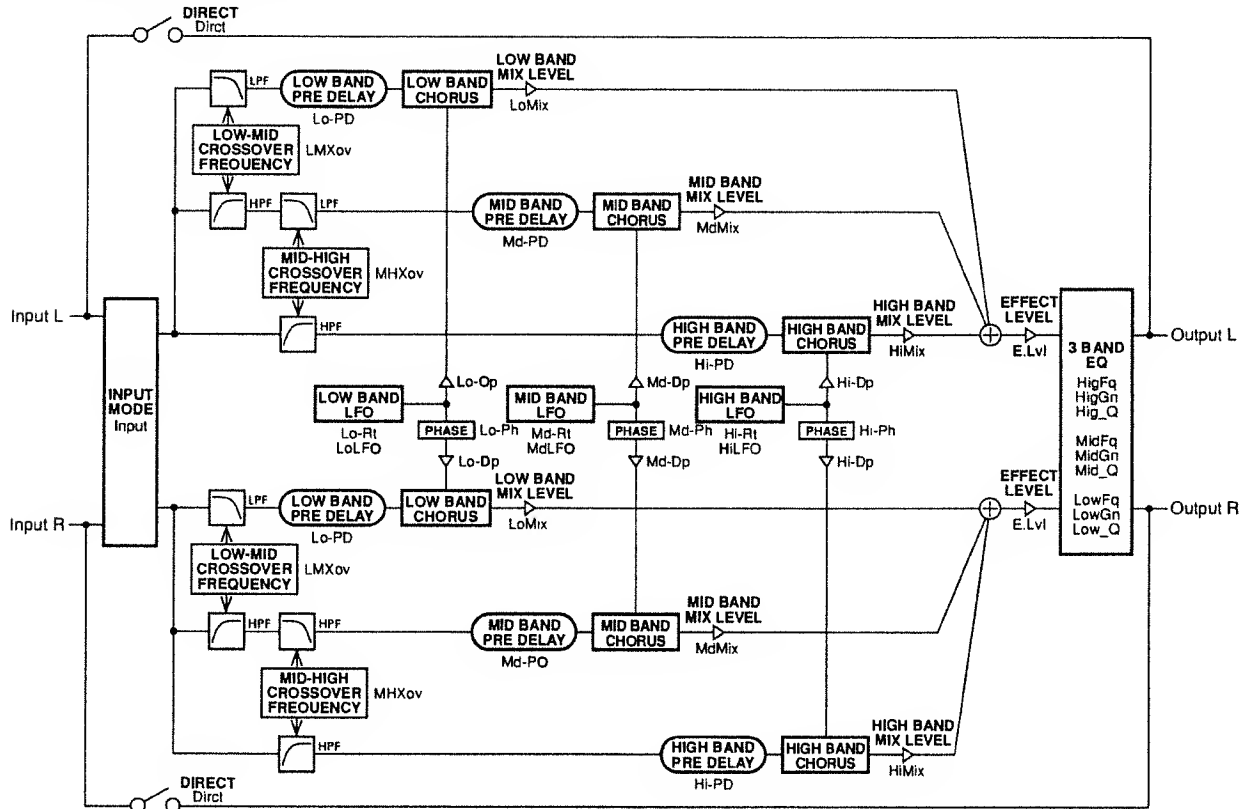 DIRECT
Dirct
LPF
LOW BAND
PRE DELAY
Lo-PD
LOW BAND
CHORUS
LOW BAND
MIX LEVEL
LoMix
LOW-MID
CROSSOVER
FREQUENCY
LMXov
HPF
LPF
MID BAND
PRE DELAY
Md-PD
MID BAND
CHORUS
MID BAND
MIX LEVEL
MdMix
MID-HIGH
CROSSOVER
FREQUENCY
MHXov
Input L
HPF
HIGH BAND
PRE DELAY
Hi-PD
HIGH BAND
CHORUS
HIGH BAND
MIX LEVEL
HiMix
EFFECT
LEVEL
E.Lvl
Output L
INPUT
MODE
Input
3 BAND
EQ
HigFq
HigGn
Hig_Q
MidFq
MidGn
Mid_Q
LowFq
LowGn
Low_Q
LOW BAND
LFO
Lo-Rt
LoLFO
Lo-Op
PHASE
Lo-Ph
Lo-Dp
MID BAND
LFO
Md-Rt
MdLFO
Md-Dp
PHASE
Md-Ph
Md-Dp
HIGH BAND
LFO
Hi-Rt
HiLFO
Hi-Dp
PHASE
Hi-Ph
Hi-Dp
Input R
LPF
LOW BAND
PRE DELAY
Lo-PD
LOW BAND
CHORUS
LOW BAND
MIX LEVEL
LoMix
EFFECT
LEVEL
E.Lvl
Output R
LOW-MID
CROSSOVER
FREQUENCY
LMXov
HPF
HPF
MID BAND
PRE DELAY
Md-PO
MID BAND
CHORUS
MID BAND
MIX LEVEL
MdMix
MID-HIGH
CROSSOVER
FREQUENCY
MHXov
HPF
HIGH BAND
PRE DELAY
Hi-PD
HIGH BAND
CHORUS
HIGH BAND
MIX LEVEL
HiMix
DIRECT
Dirct